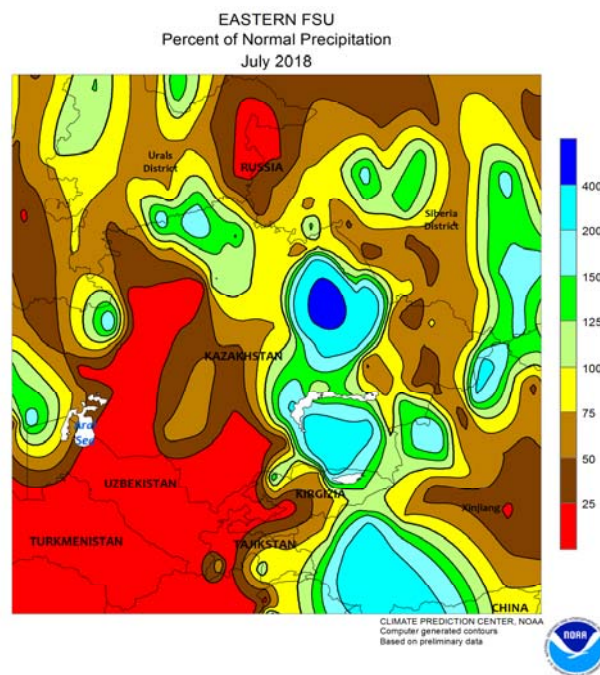 EASTERN FSU
Percent of Normal Precipitation
July 2018
Urals
District
RUSSIA
Siberia
District
KAZAKHSTAN
Aral
Sea
UZBEKISTAN
KIRGIZIA
Xinjiang
TURKMENISTAN
TAJIKSTAN
CHINA
400
200
150
125
100
75
50
25
CLIMATE PREDICTION CENTER, NOAA
Computer generated contours
Based on preliminary data
NOAA